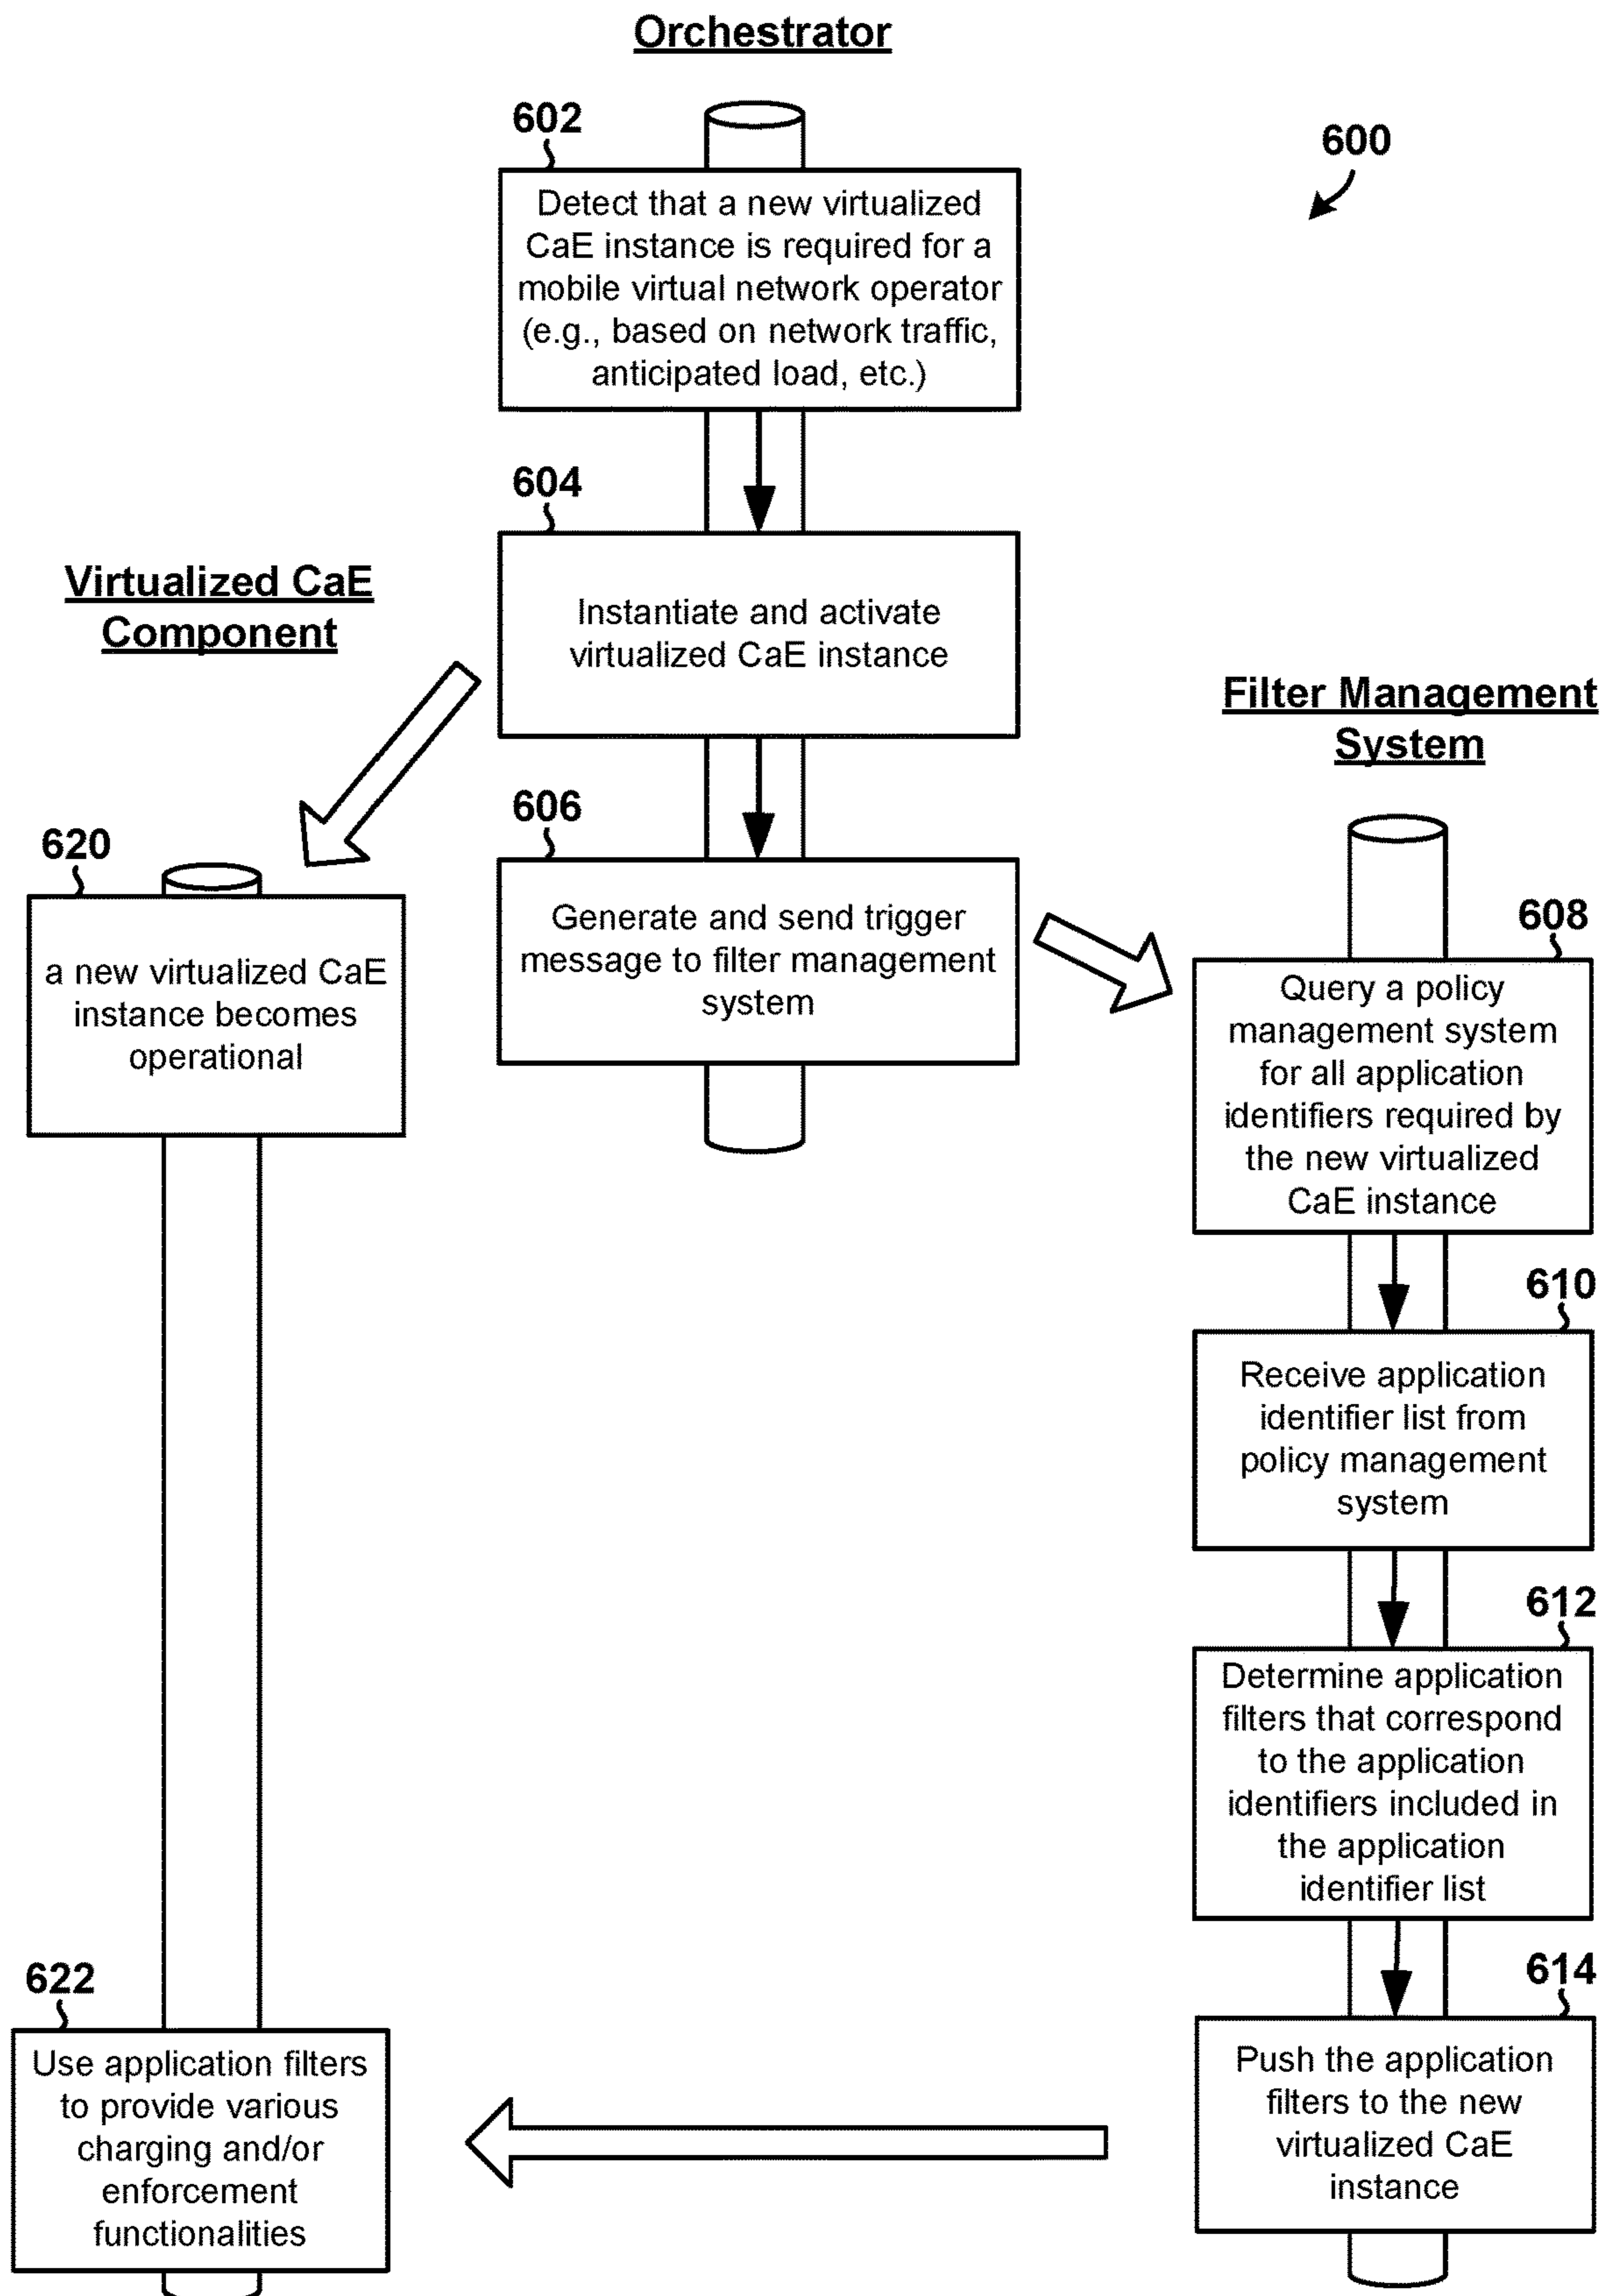 Orchestrator
602
600
Detect that a new virtualized
CaE instance is required for a
mobile virtual network operator
(e.g., based on network traffic,
anticipated load, etc.)
604
Instantiate and activate
virtualized CaE instance
Virtualized CaE
Component
Filter Management
System
606
Generate and send trigger
message to filter management
system
620
a new virtualized CaE
instance becomes
operational
608
Query a policy
management system
for all application
identifiers required by
the new virtualized
CaE instance
610
Receive application
identifier list from
policy management
system
612
Determine application
filters that correspond
to the application
identifiers included in
the application
identifier list
614
Push the application
filters to the new
virtualized CaE
instance
622
Use application filters
to provide various
charging and/or
enforcement
functionalities